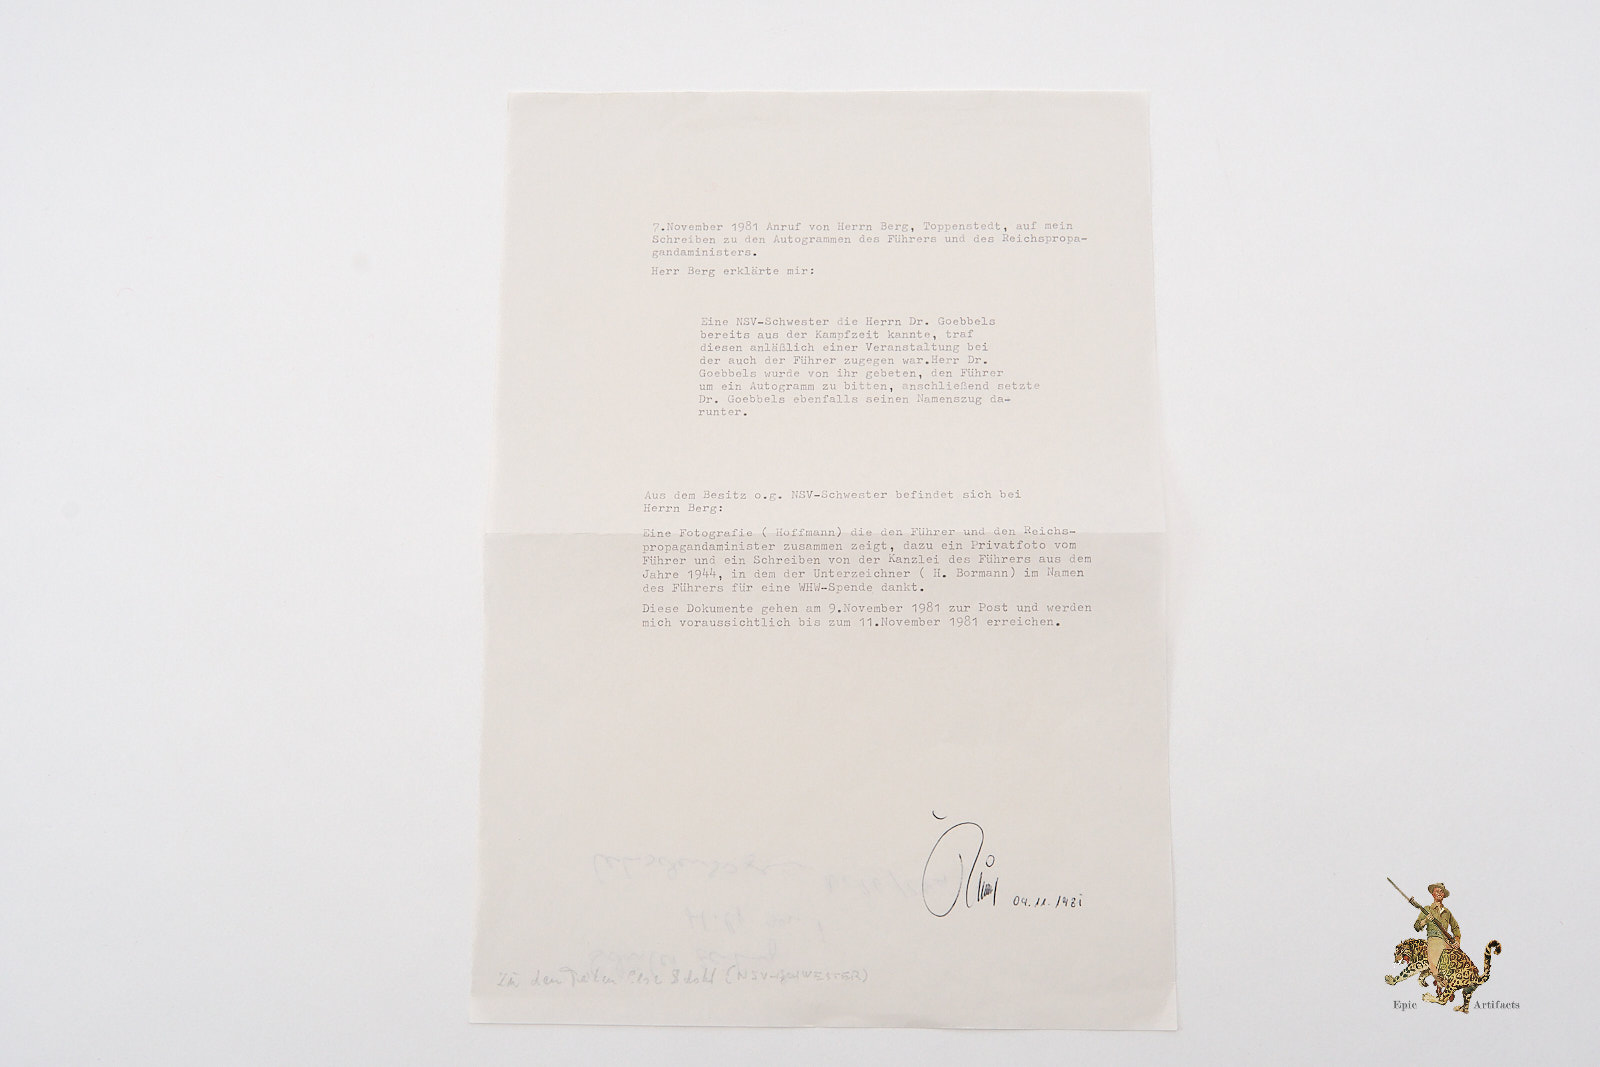 7.November 1981 Anruf von Herrn Berg, Toppenstedt, auf mein
Schreiben zu den Autogrammen des Führers und des Reichspropa-
gandaministers.
Herr Berg erklärte mir:
Eine NSV-Schwester die Herrn Dr. Goebbels
bereits aus der Kampfzeit kannte, traf
diesen anläßlich einer Veranstaltung bei
der auch der Führer zugegen war.Herr Dr.
Goebbels wurde von ihr gebeten, den Führer
um ein Autogramm zu bitten, anschließend setzte
Dr. Goebbels ebenfalls seinen Namenszug da-
runter.
Aus dem Besitz o.g. NSV-Schwester befindet sich bei
Herrn Berg:
Eine Fotografie ( Hoffmann) die den Führer und den Reichs-
propagandaminister zusammen zeigt, dazu ein Privatfoto vom
Führer und ein Schreiben von der Kanzlei des Führers aus dem
Jahre 1944, in dem der Unterzeichner ( H. Bormann) im Namen
des Führers für eine WHW-Spende dankt.
Diese Dokumente gehen am 9.November 1981 zur Post und werden
mich voraussichtlich bis zum 11.November 1981 erreichen.
09.11.1981
Zu den (NSV-SCHWESTER)
Epic Artifacts